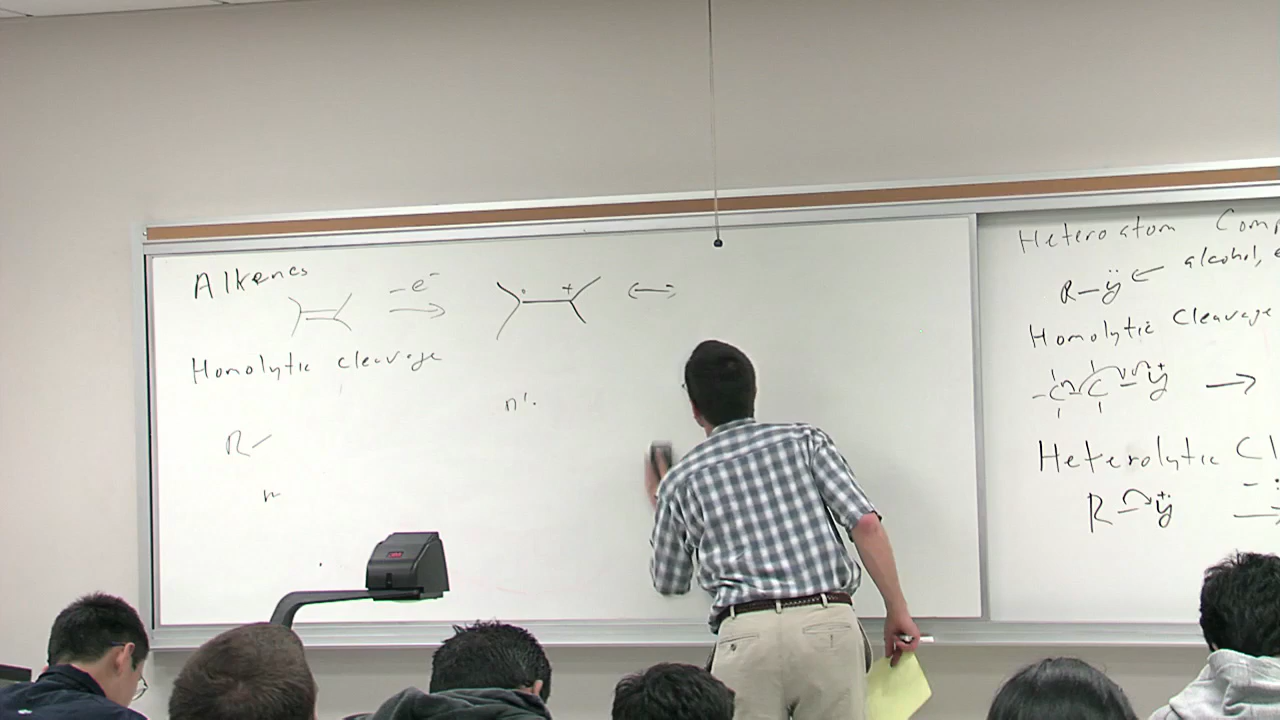 Alkenes
-e⁻
• +
Homolytic cleavage
n'.
R
n
Heteroatom Comp
R-ÿ alcohol, e
Homolytic Cleavage
-C-C-y⁺
Heterolytic Cl
R-ÿ⁺